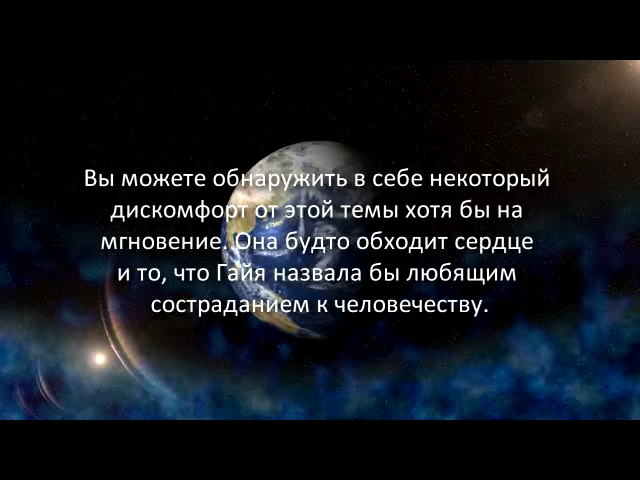 Вы можете обнаружить в себе некоторый
дискомфорт от этой темы хотя бы на
мгновение. Она будто обходит сердце
и то, что Гайя назвала бы любящим
состраданием к человечеству.